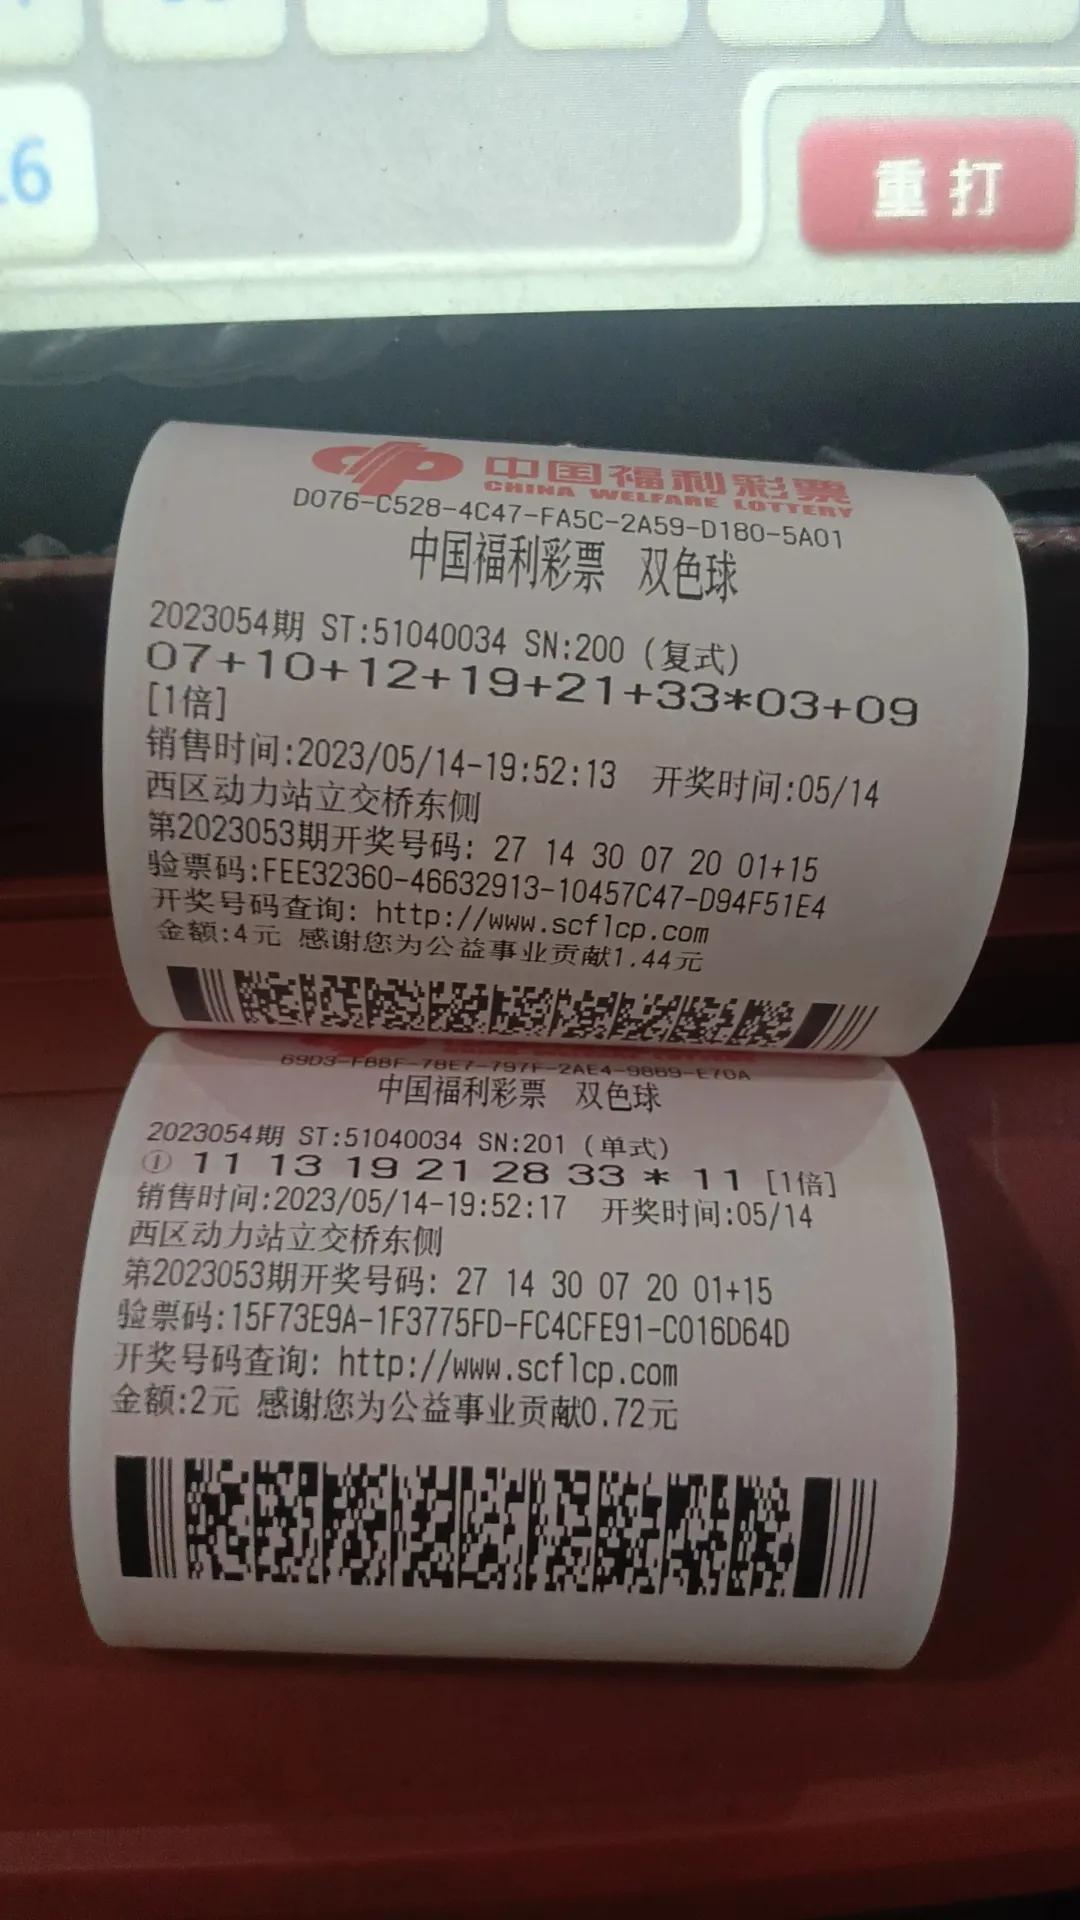 重打
中国福利彩票
CHINA WELFARE LOTTERY
D076-C528-4C47-FA5C-2A59-D180-5A01
中国福利彩票 双色球
2023054期 ST:51040034 SN:200 (复式)
07+10+12+19+21+33*03+09
[1倍]
销售时间:2023/05/14-19:52:13 开奖时间:05/14
西区动力站立交桥东侧
第2023053期开奖号码: 27 14 30 07 20 01+15
验票码:FEE32360-46632913-10457C47-D94F51E4
开奖号码查询: http://www.scflcp.com
金额:4元 感谢您为公益事业贡献1.44元
69D3-FB8F-78E7-797F-2AE4-9869-E70A
中国福利彩票 双色球
2023054期 ST:51040034 SN:201 (单式)
① 11 13 19 21 28 33 * 11 [1倍]
销售时间:2023/05/14-19:52:17 开奖时间:05/14
西区动力站立交桥东侧
第2023053期开奖号码: 27 14 30 07 20 01+15
验票码:15F73E9A-1F3775FD-FC4CFE91-C016D64D
开奖号码查询: http://www.scflcp.com
金额:2元 感谢您为公益事业贡献0.72元